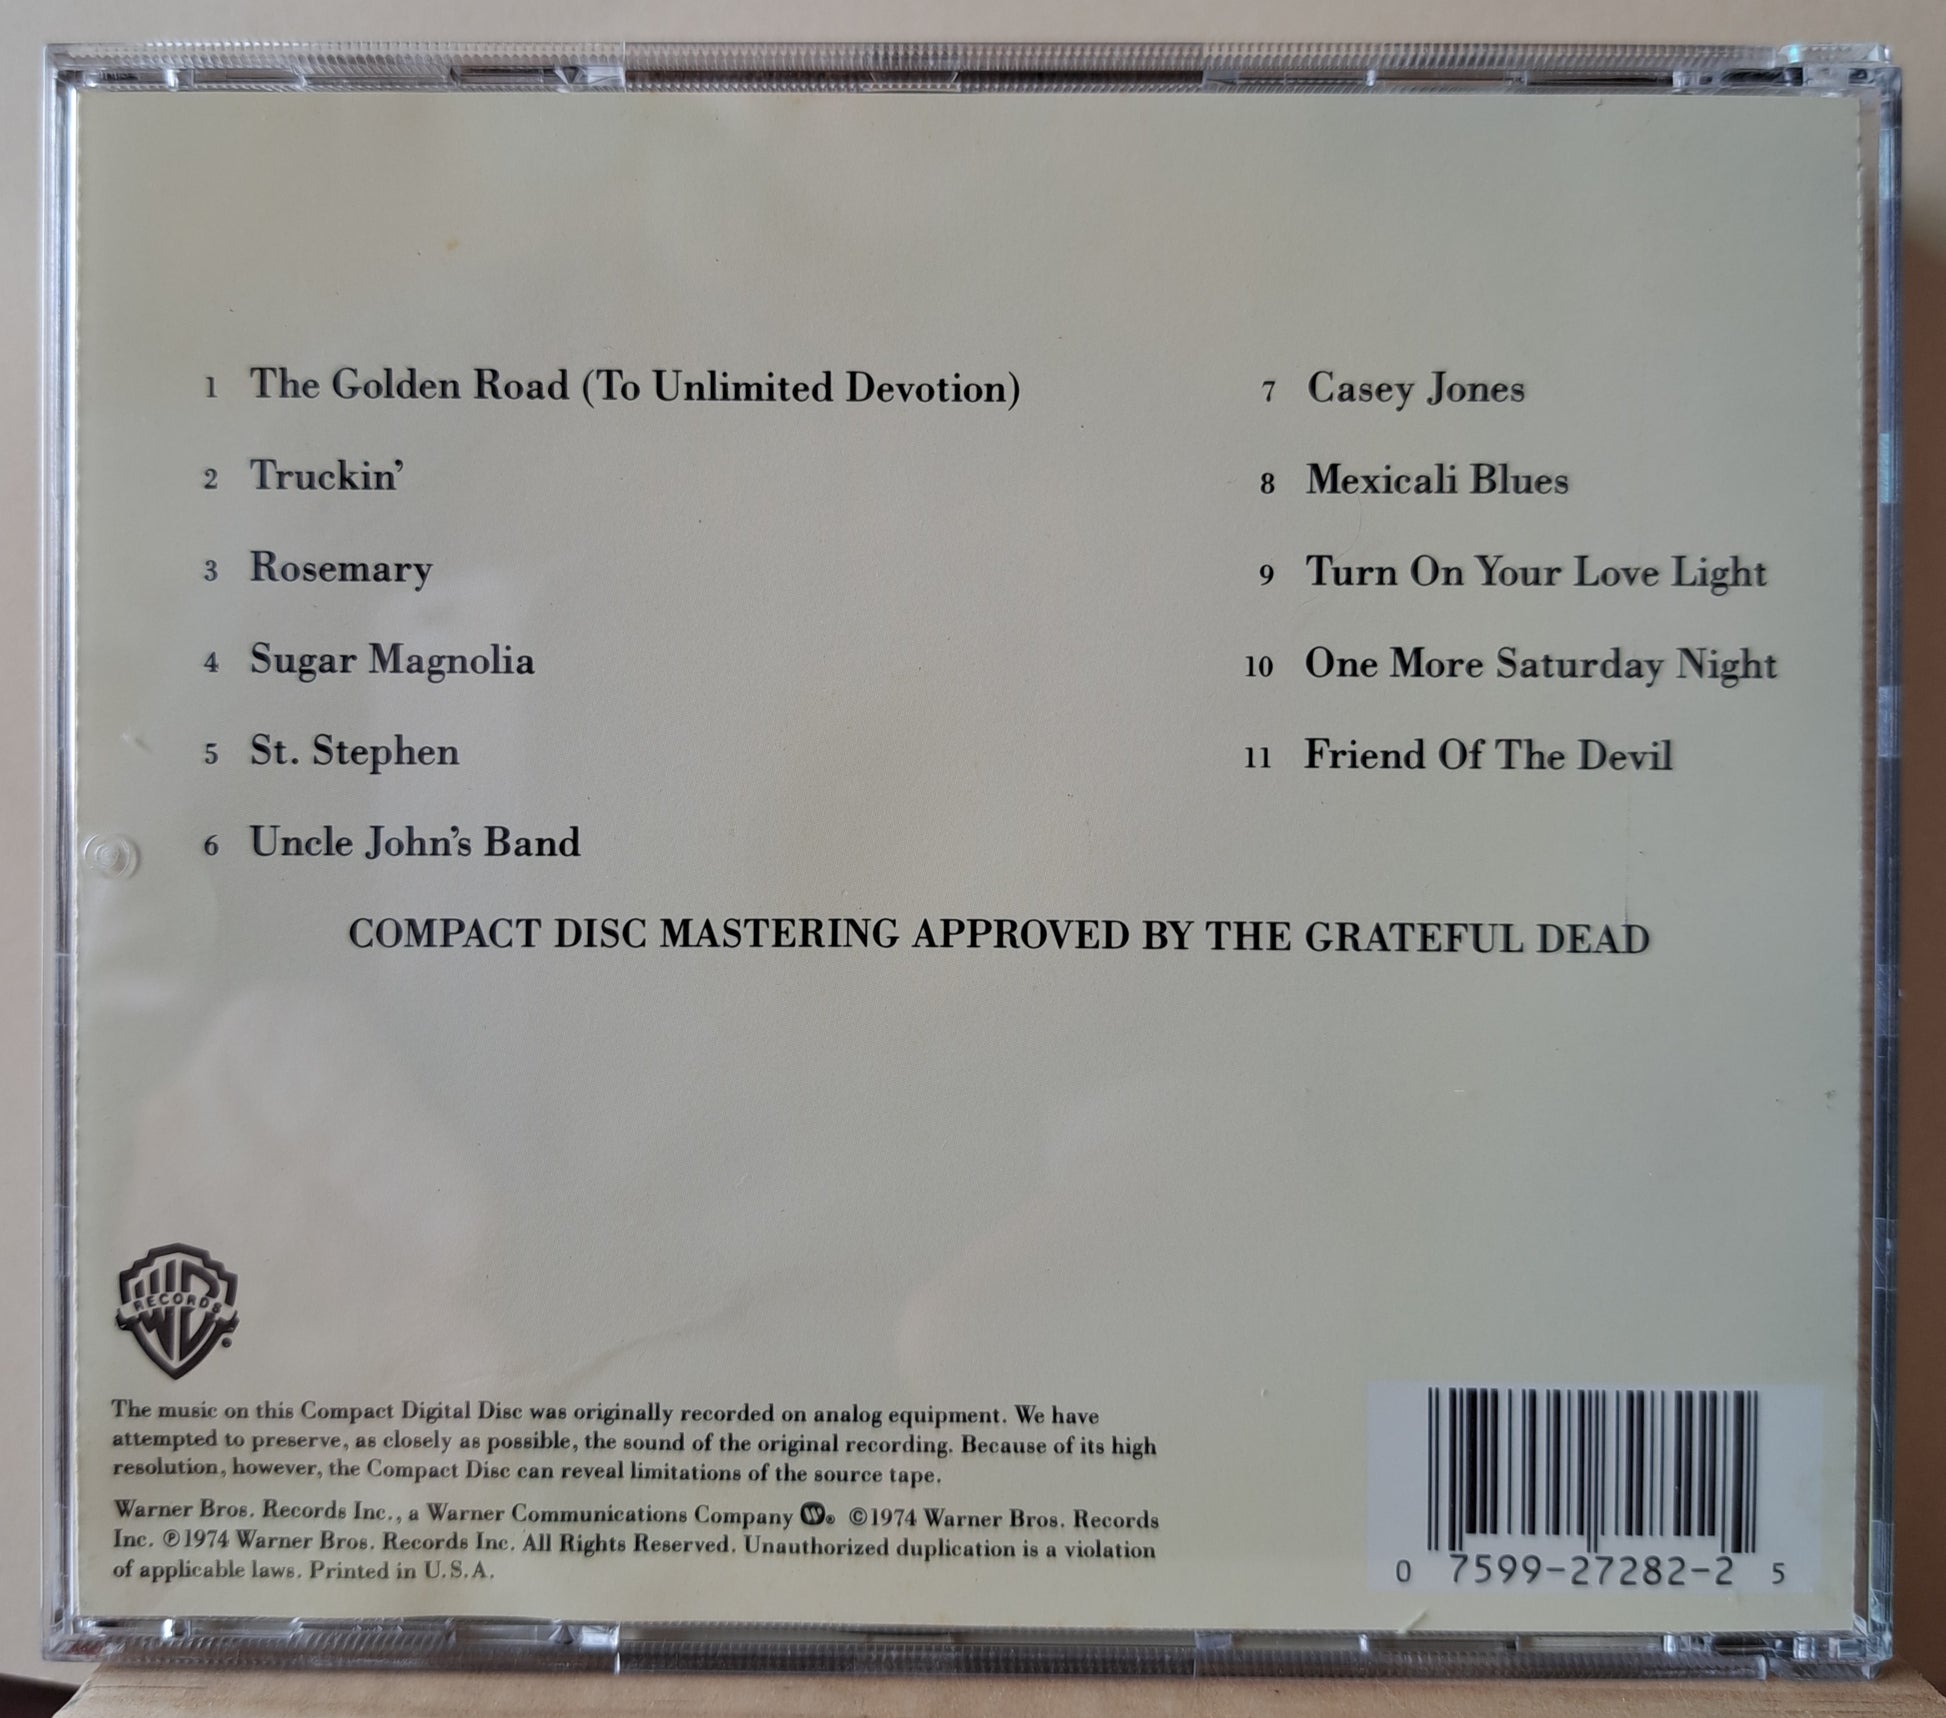 1 The Golden Road (To Unlimited Devotion)
2 Truckin’
3 Rosemary
4 Sugar Magnolia
5 St. Stephen
6 Uncle John’s Band
7 Casey Jones
8 Mexicali Blues
9 Turn On Your Love Light
10 One More Saturday Night
11 Friend Of The Devil
COMPACT DISC MASTERING APPROVED BY THE GRATEFUL DEAD
RECORDS
The music on this Compact Digital Disc was originally recorded on analog equipment. We have
attempted to preserve, as closely as possible, the sound of the original recording. Because of its high
resolution, however, the Compact Disc can reveal limitations of the source tape.
Warner Bros. Records Inc., a Warner Communications Company ©1974 Warner Bros. Records
Inc. ℗1974 Warner Bros. Records Inc. All Rights Reserved. Unauthorized duplication is a violation
of applicable laws. Printed in U.S.A.
0 7599-27282-2 5